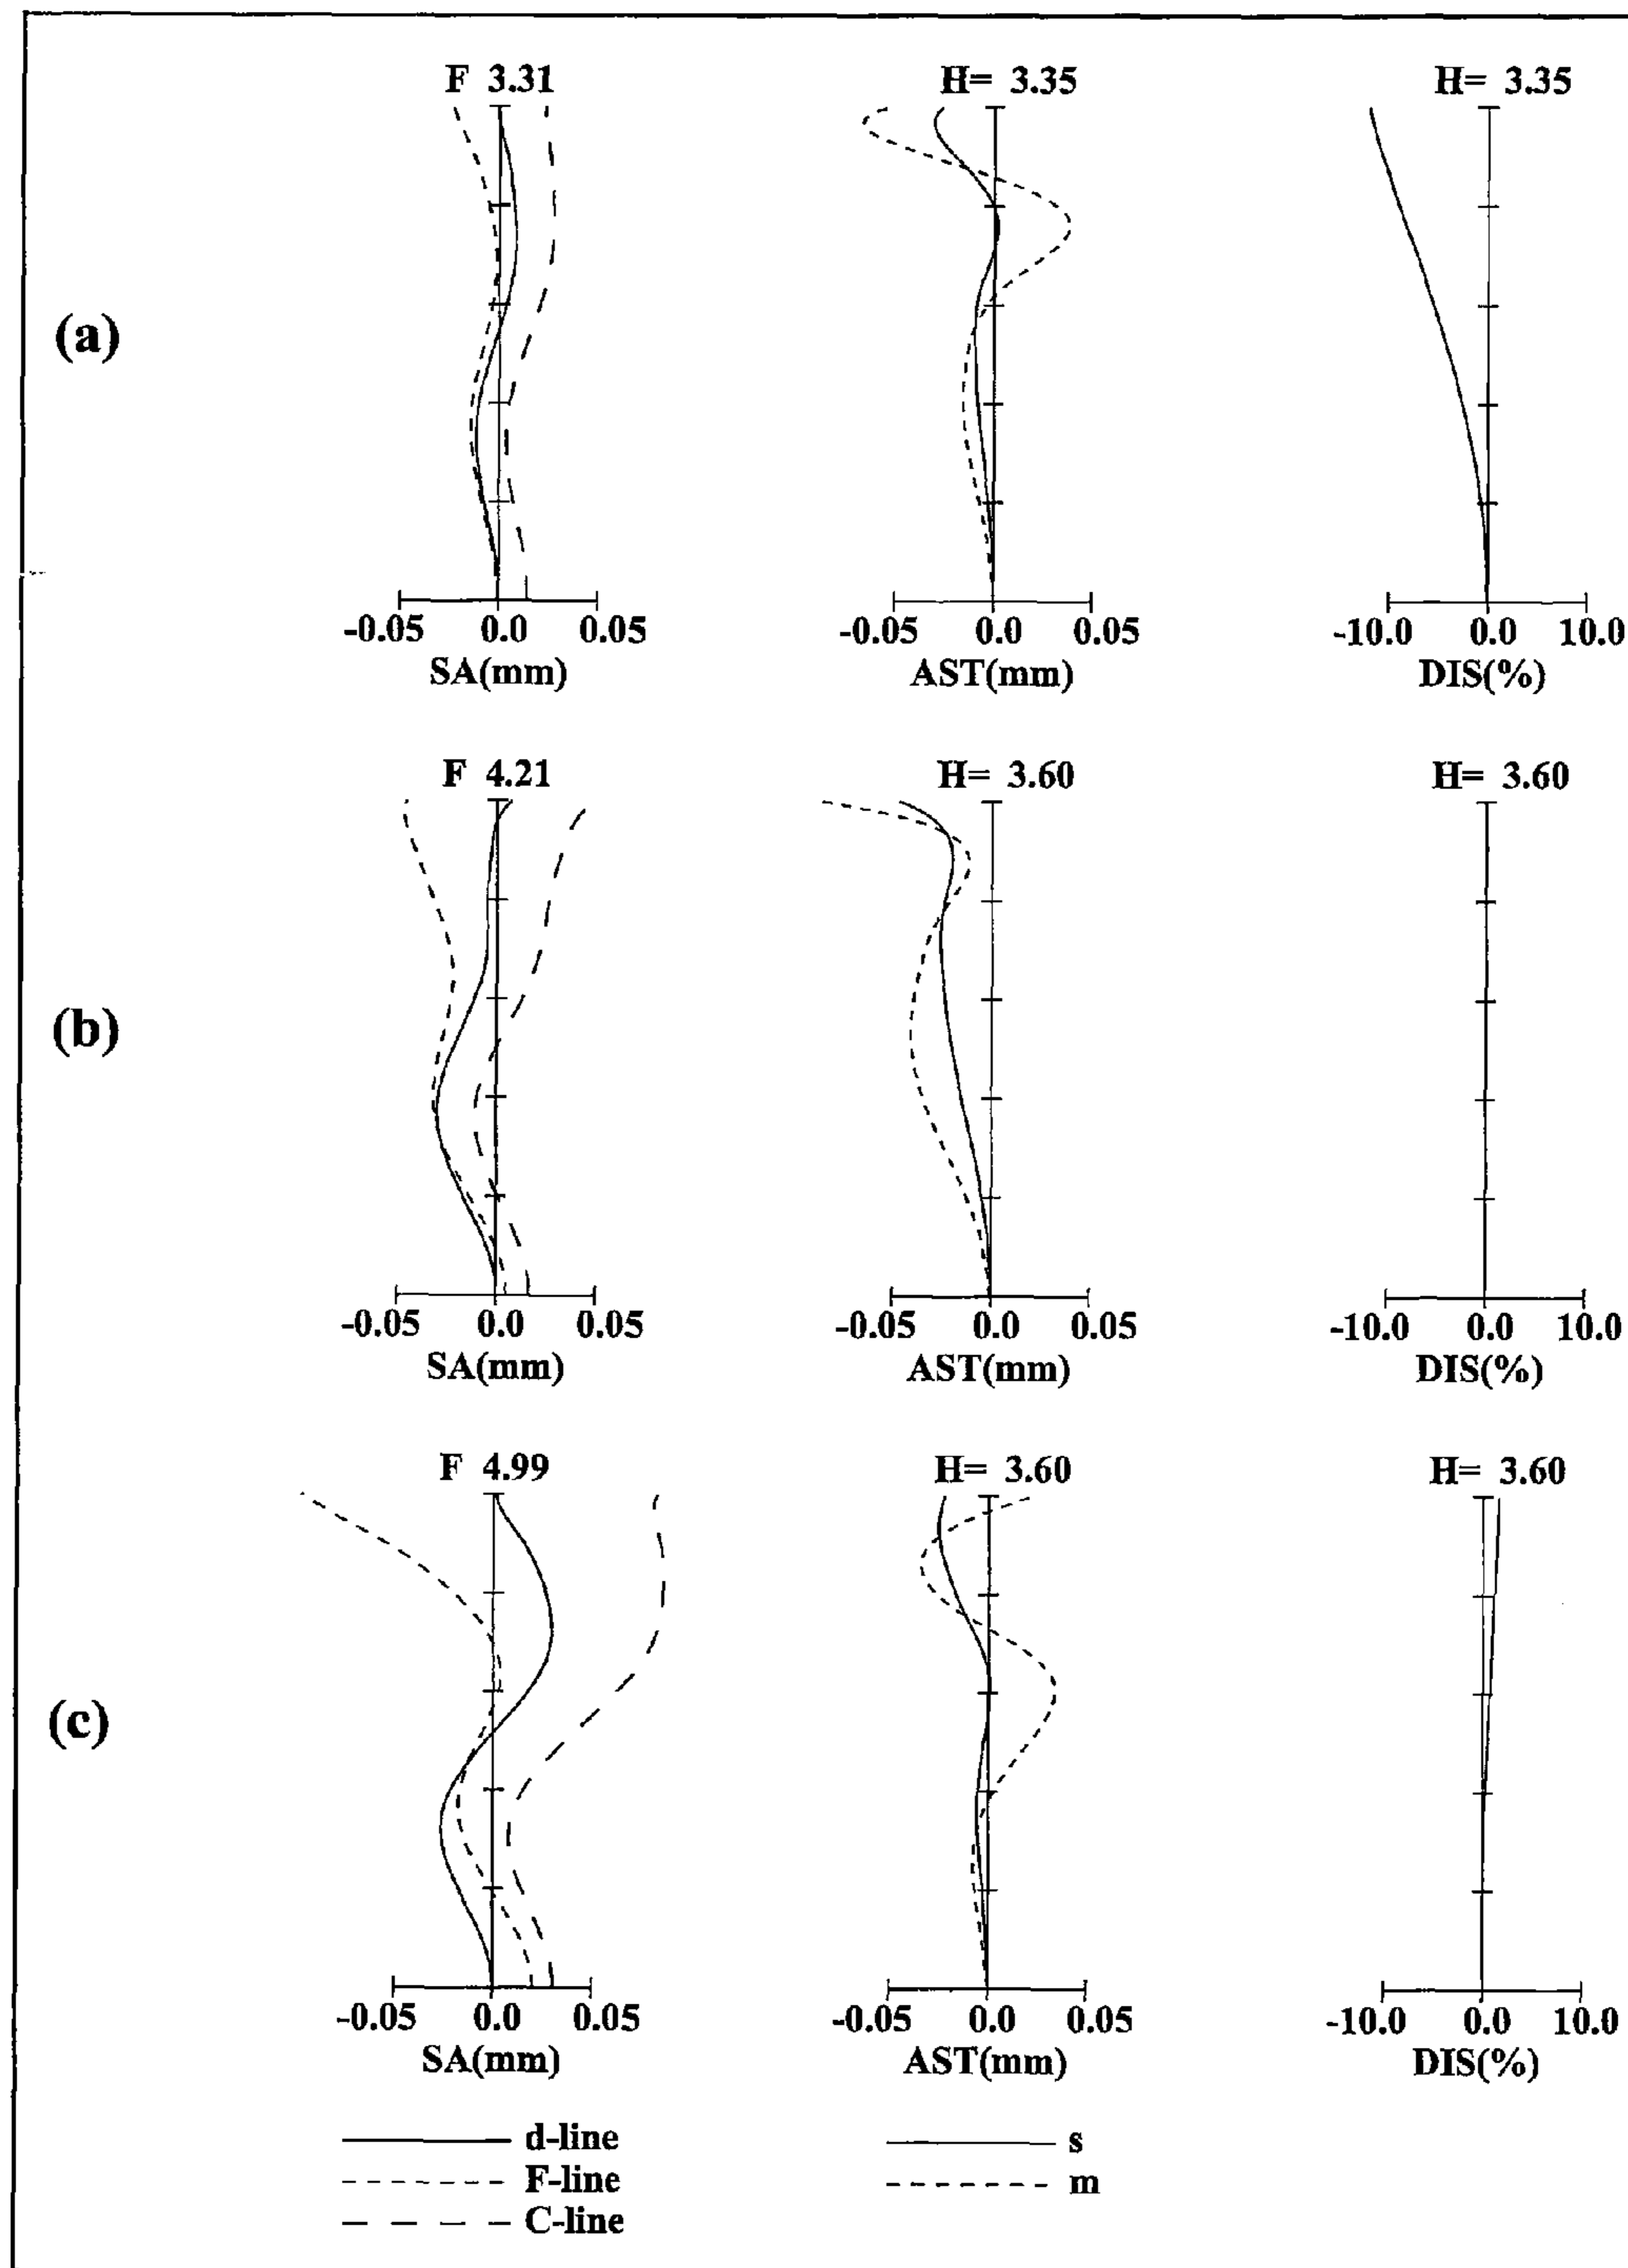 (a)
F 3.31
-0.05 0.0 0.05
SA(mm)
H= 3.35
-0.05 0.0 0.05
AST(mm)
H= 3.35
-10.0 0.0 10.0
DIS(%)
(b)
F 4.21
-0.05 0.0 0.05
SA(mm)
H= 3.60
-0.05 0.0 0.05
AST(mm)
H= 3.60
-10.0 0.0 10.0
DIS(%)
(c)
F 4.99
-0.05 0.0 0.05
SA(mm)
H= 3.60
-0.05 0.0 0.05
AST(mm)
H= 3.60
-10.0 0.0 10.0
DIS(%)
d-line
F-line
C-line
s
m